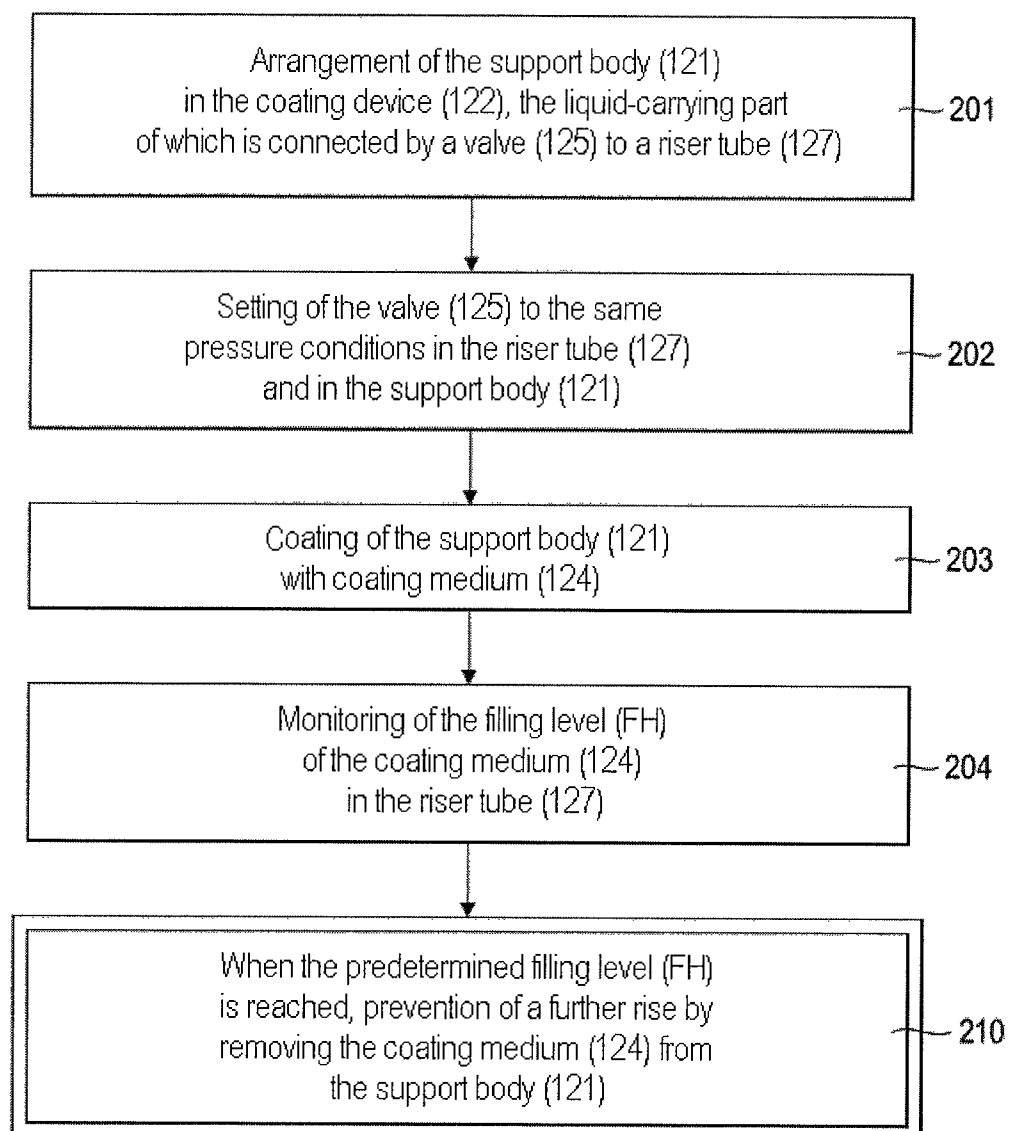 Arrangement of the support body (121)
in the coating device (122), the liquid-carrying part
of which is connected by a valve (125) to a riser tube (127)
201
Setting of the valve (125) to the same
pressure conditions in the riser tube (127)
and in the support body (121)
202
Coating of the support body (121)
with coating medium (124)
203
Monitoring of the filling level (FH)
of the coating medium (124)
in the riser tube (127)
204
When the predetermined filling level (FH)
is reached, prevention of a further rise by
removing the coating medium (124) from
the support body (121)
210